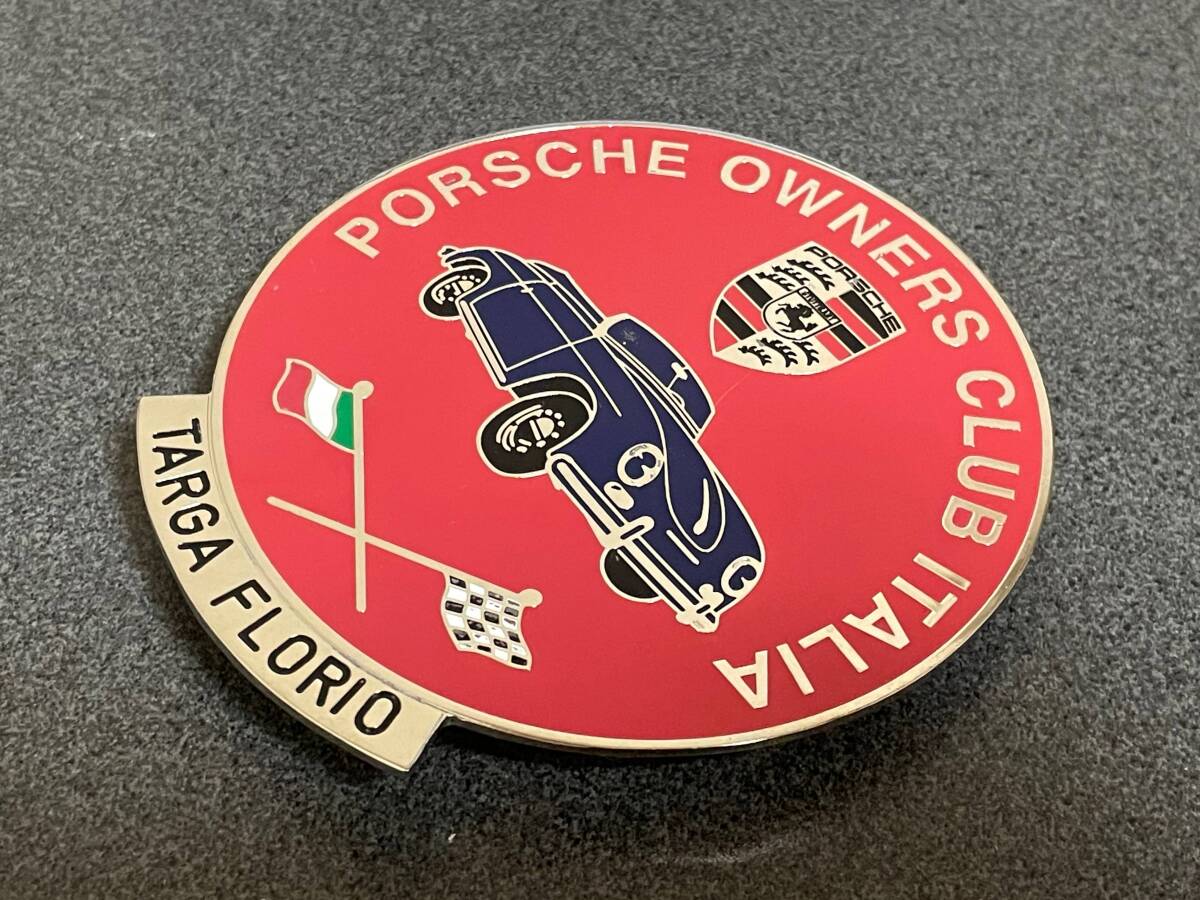 PORSCHE OWNERS CLUB ITALIA
PORSCHE
TARGA FLORIO